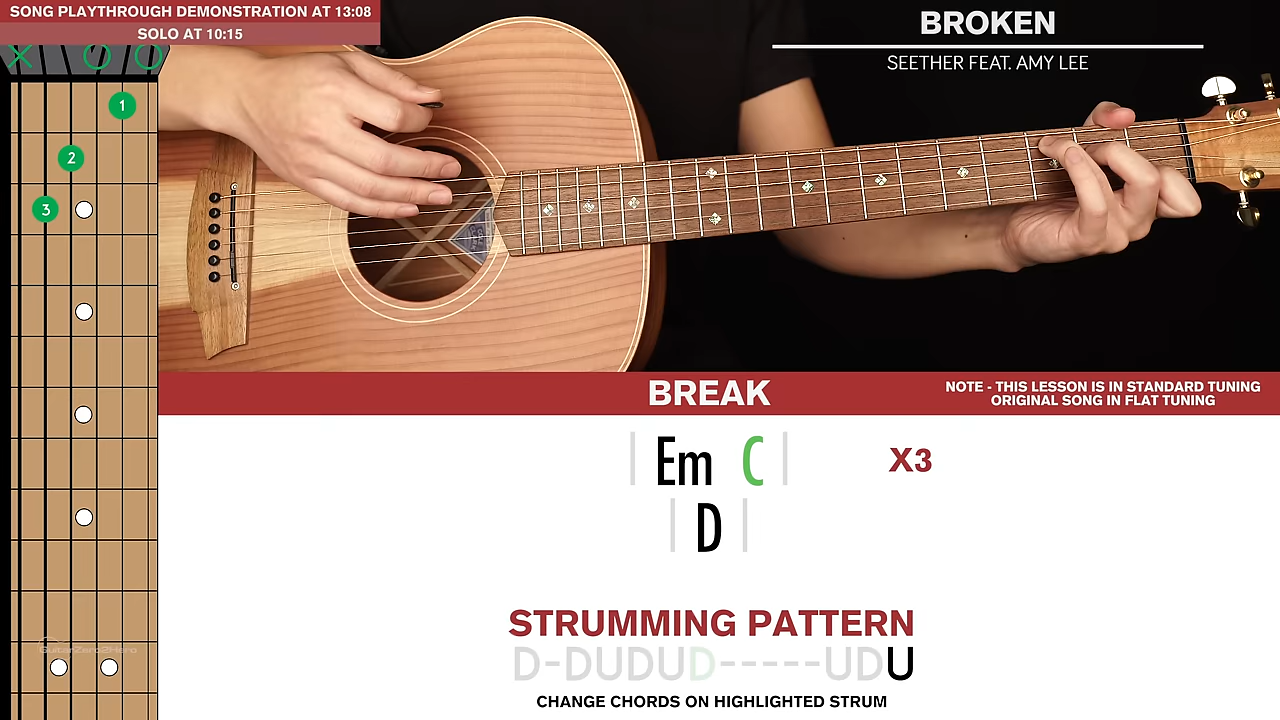 SONG PLAYTHROUGH DEMONSTRATION AT 13:08
SOLO AT 10:15
BROKEN
SEETHER FEAT. AMY LEE
X O O
1
2
3
BREAK
NOTE - THIS LESSON IS IN STANDARD TUNING
ORIGINAL SONG IN FLAT TUNING
| Em C | X3
| D |
STRUMMING PATTERN
D-DUDUD-----UDU
CHANGE CHORDS ON HIGHLIGHTED STRUM
GuitarZero2Hero